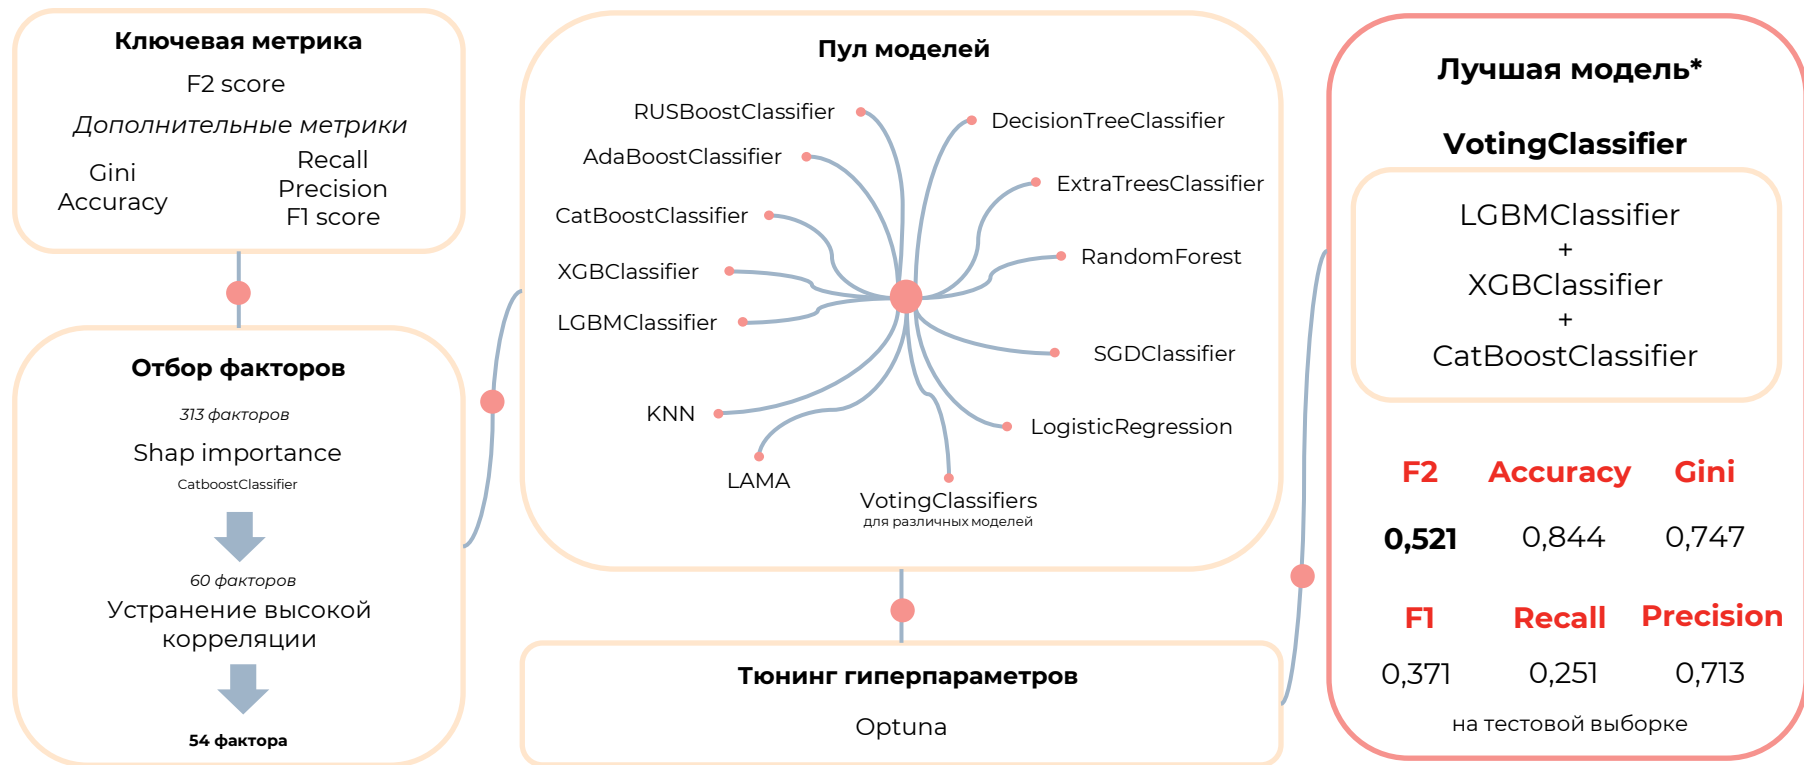 Ключевая метрика
F2 score
Дополнительные метрики
Gini
Accuracy
Recall
Precision
F1 score
Отбор факторов
313 факторов
Shap importance
CatboostClassifier
60 факторов
Устранение высокой
корреляции
54 фактора
Пул моделей
RUSBoostClassifier
AdaBoostClassifier
CatBoostClassifier
XGBClassifier
LGBMClassifier
KNN
LAMA
VotingClassifiers
для различных моделей
DecisionTreeClassifier
ExtraTreesClassifier
RandomForest
SGDClassifier
LogisticRegression
Тюнинг гиперпараметров
Optuna
Лучшая модель*
VotingClassifier
LGBMClassifier
+
XGBClassifier
+
CatBoostClassifier
F2 Accuracy Gini
0,521 0,844 0,747
F1 Recall Precision
0,371 0,251 0,713
на тестовой выборке